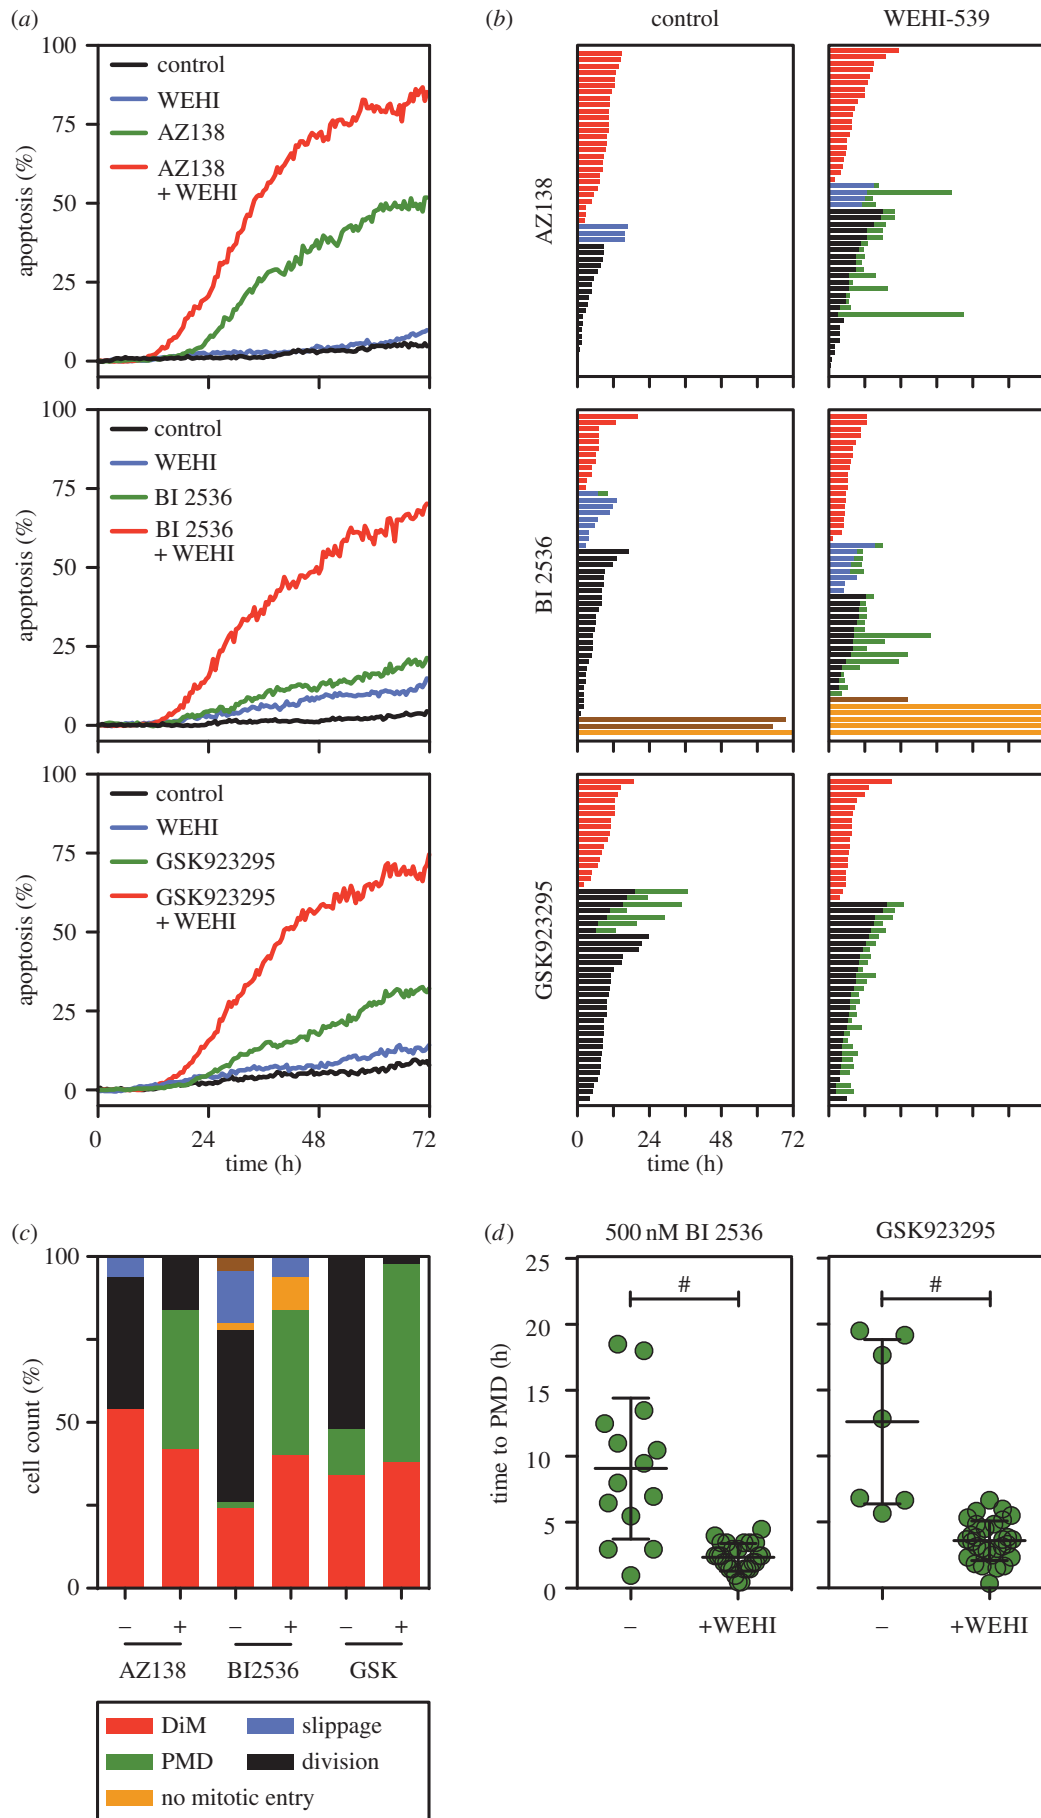 (a)
100
75
50
25
0
apoptosis (%)
control
WEHI
AZ138
AZ138
+ WEHI
100
75
50
25
0
apoptosis (%)
control
WEHI
BI 2536
BI 2536
+ WEHI
100
75
50
25
0
apoptosis (%)
control
WEHI
GSK923295
GSK923295
+ WEHI
0 24 48 72
time (h)
(b)
control WEHI-539
AZ138
BI 2536
GSK923295
0 24 48 72
time (h)
(c)
100
50
0
cell count (%)
– + – + – +
AZ138 BI2536 GSK
DiM slippage
PMD division
no mitotic entry
(d)
500 nM BI 2536 GSK923295
25
20
15
10
5
0
time to PMD (h)
# #
– +WEHI – +WEHI